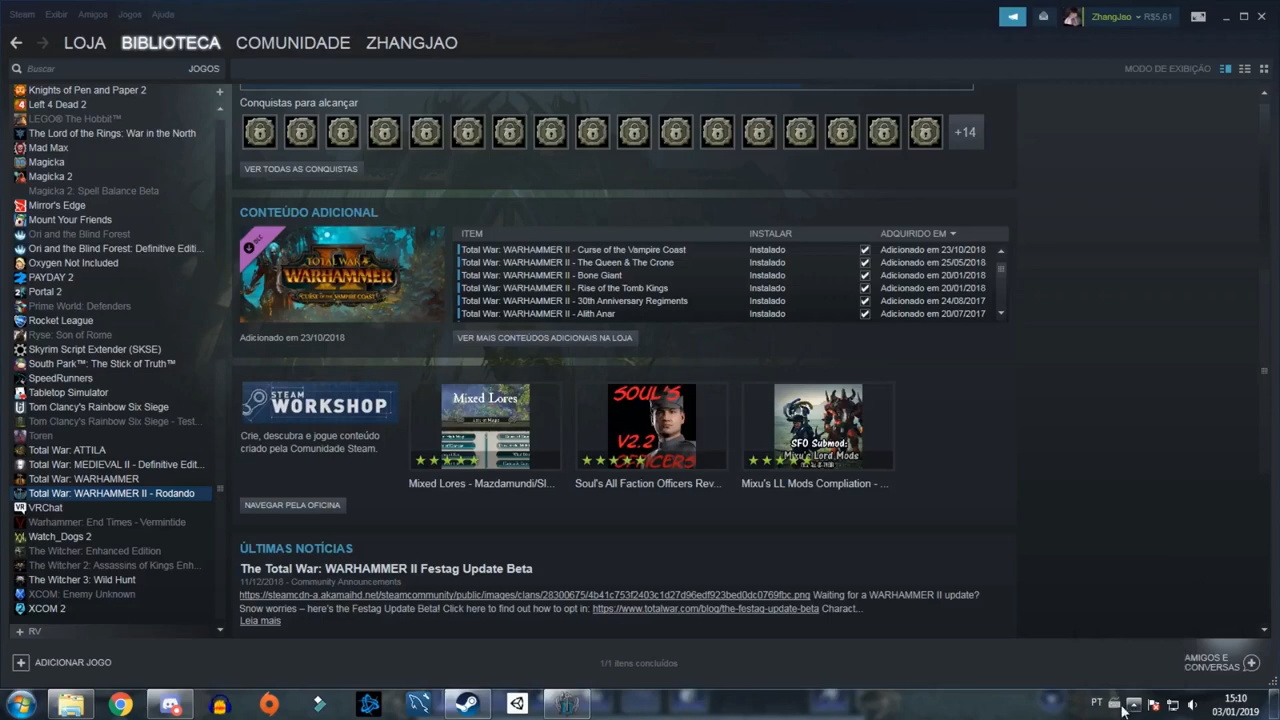 Steam Exibir Amigos Jogos Ajuda
ZhangJao R$5,61
LOJA BIBLIOTECA COMUNIDADE ZHANGJAO
Buscar JOGOS
MODO DE EXIBIÇÃO
Knights of Pen and Paper 2
Left 4 Dead 2
LEGO® The Hobbit™
The Lord of the Rings: War in the North
Mad Max
Magicka
Magicka 2
Magicka 2: Spell Balance Beta
Mirror's Edge
Mount Your Friends
Ori and the Blind Forest
Ori and the Blind Forest: Definitive Editi...
Oxygen Not Included
PAYDAY 2
Portal 2
Prime World: Defenders
Rocket League
Ryse: Son of Rome
Skyrim Script Extender (SKSE)
South Park™: The Stick of Truth™
SpeedRunners
Tabletop Simulator
Tom Clancy's Rainbow Six Siege
Tom Clancy's Rainbow Six Siege - Test...
Toren
Total War: ATTILA
Total War: MEDIEVAL II - Definitive Edit...
Total War: WARHAMMER
Total War: WARHAMMER II - Rodando
VRChat
Warhammer: End Times - Vermintide
Watch_Dogs 2
The Witcher: Enhanced Edition
The Witcher 2: Assassins of Kings Enh...
The Witcher 3: Wild Hunt
XCOM: Enemy Unknown
XCOM 2
+ RV
Conquistas para alcançar
+14
VER TODAS AS CONQUISTAS
CONTEÚDO ADICIONAL
DLC
TOTAL WAR
WARHAMMER
II
CURSE OF THE VAMPIRE COAST
Adicionado em 23/10/2018
ITEM INSTALAR ADQUIRIDO EM
Total War: WARHAMMER II - Curse of the Vampire Coast Instalado Adicionado em 23/10/2018
Total War: WARHAMMER II - The Queen & The Crone Instalado Adicionado em 25/05/2018
Total War: WARHAMMER II - Bone Giant Instalado Adicionado em 20/01/2018
Total War: WARHAMMER II - Rise of the Tomb Kings Instalado Adicionado em 20/01/2018
Total War: WARHAMMER II - 30th Anniversary Regiments Instalado Adicionado em 24/08/2017
Total War: WARHAMMER II - Alith Anar Instalado Adicionado em 20/07/2017
VER MAIS CONTEÚDOS ADICIONAIS NA LOJA
STEAM
WORKSHOP
Crie, descubra e jogue conteúdo
criado pela Comunidade Steam.
NAVEGAR PELA OFICINA
Mixed Lores
Mixed Lores - Mazdamundi/Sl...
SOUL'S
V2.2
OFFICERS
Soul's All Faction Officers Rev...
SFO Submod:
Mixu's Lord Mods
Mixu's LL Mods Compliation - ...
ÚLTIMAS NOTÍCIAS
The Total War: WARHAMMER II Festag Update Beta
11/12/2018 - Community Announcements
https://steamcdn-a.akamaihd.net/steamcommunity/public/images/clans/28300675/4b41c753f2403c1d27d96edf923bed0dc0769fbc.png Waiting for a WARHAMMER II update?
Snow worries – here's the Festag Update Beta! Click here to find out how to opt in: https://www.totalwar.com/blog/the-festag-update-beta Charact...
Leia mais
ADICIONAR JOGO
1/1 itens concluídos
AMIGOS E
CONVERSAS
PT
15:10
03/01/2019